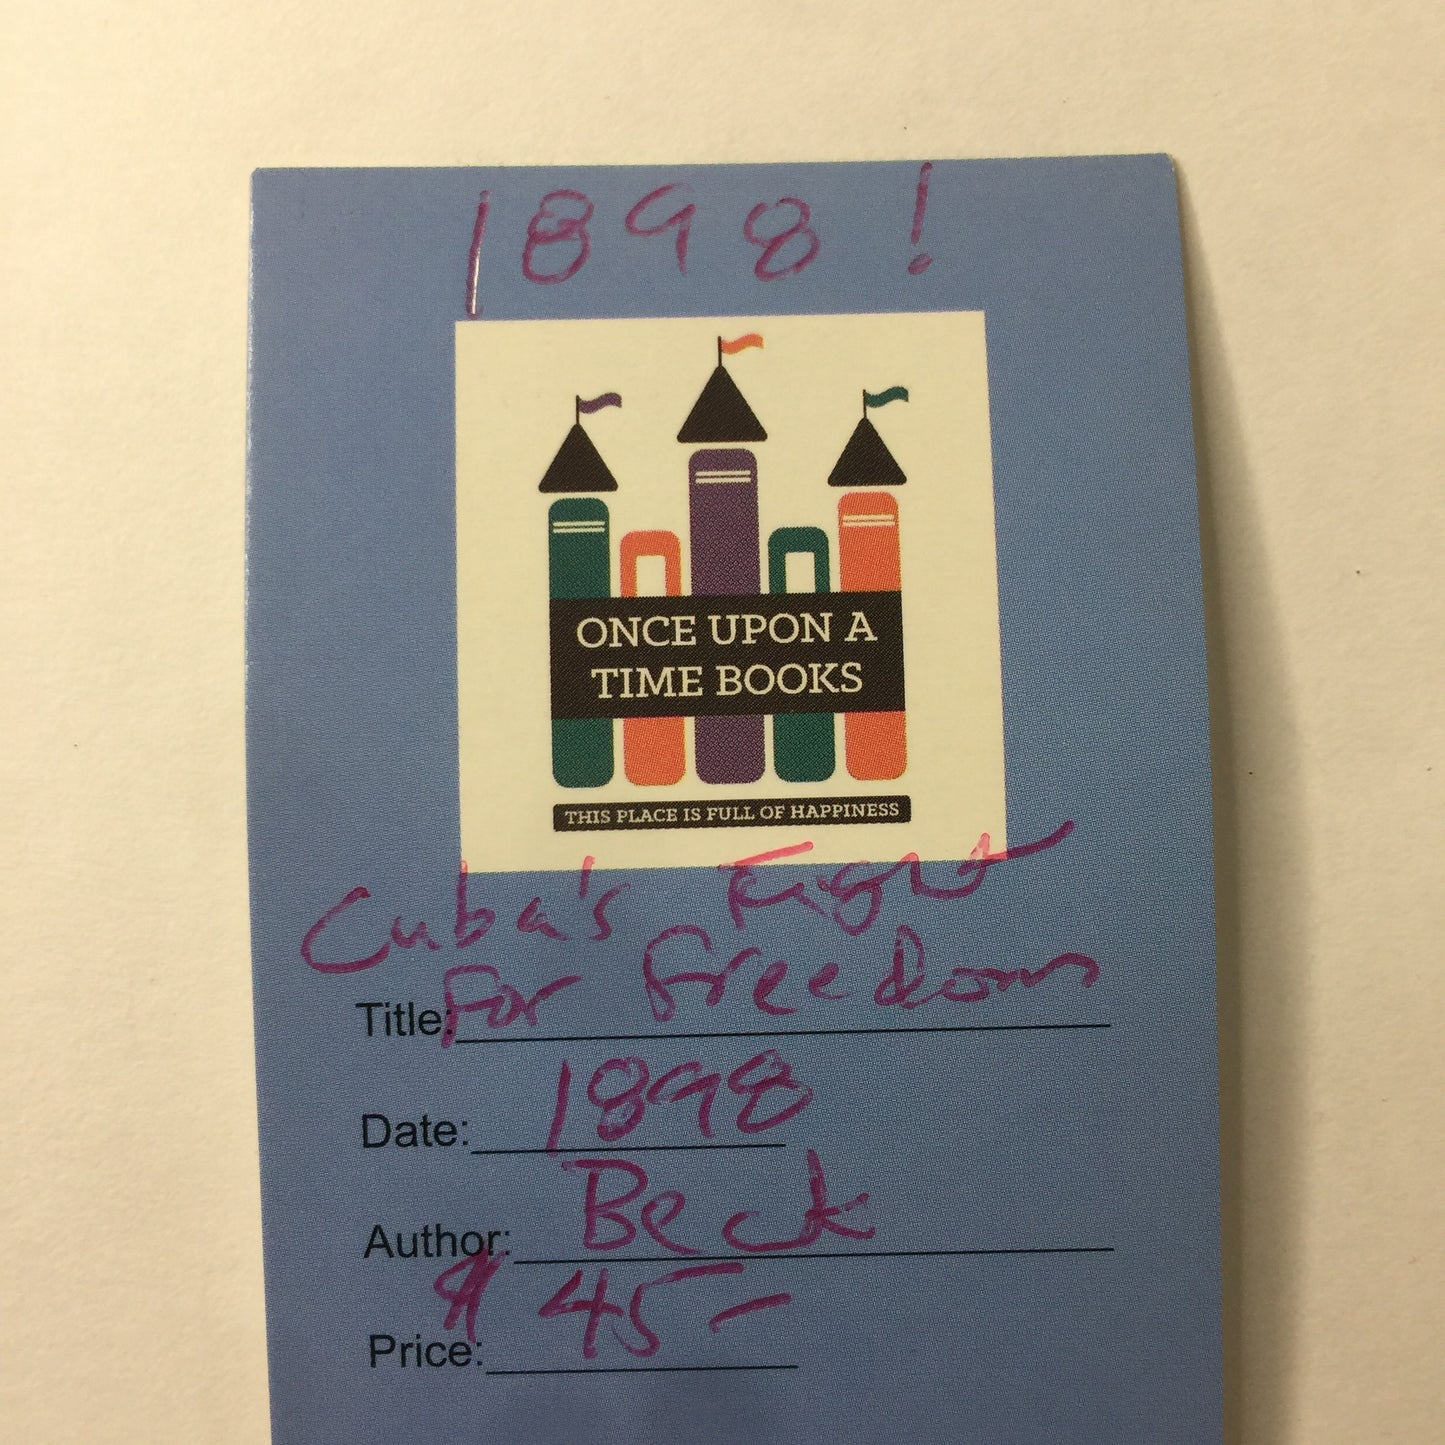 1898!
ONCE UPON A
TIME BOOKS
THIS PLACE IS FULL OF HAPPINESS
Cuba's Fight
Title: For Freedom
Date: 1898
Author: Beck
Price: $45-